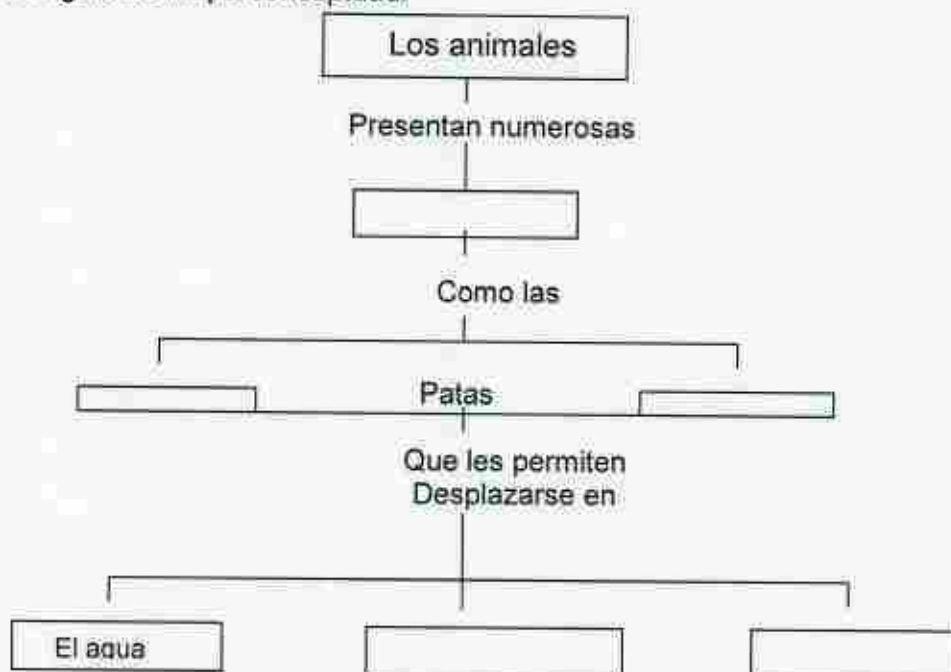 Los animales
Presentan numerosas
Como las
Patas
Que les permiten
Desplazarse en
El agua